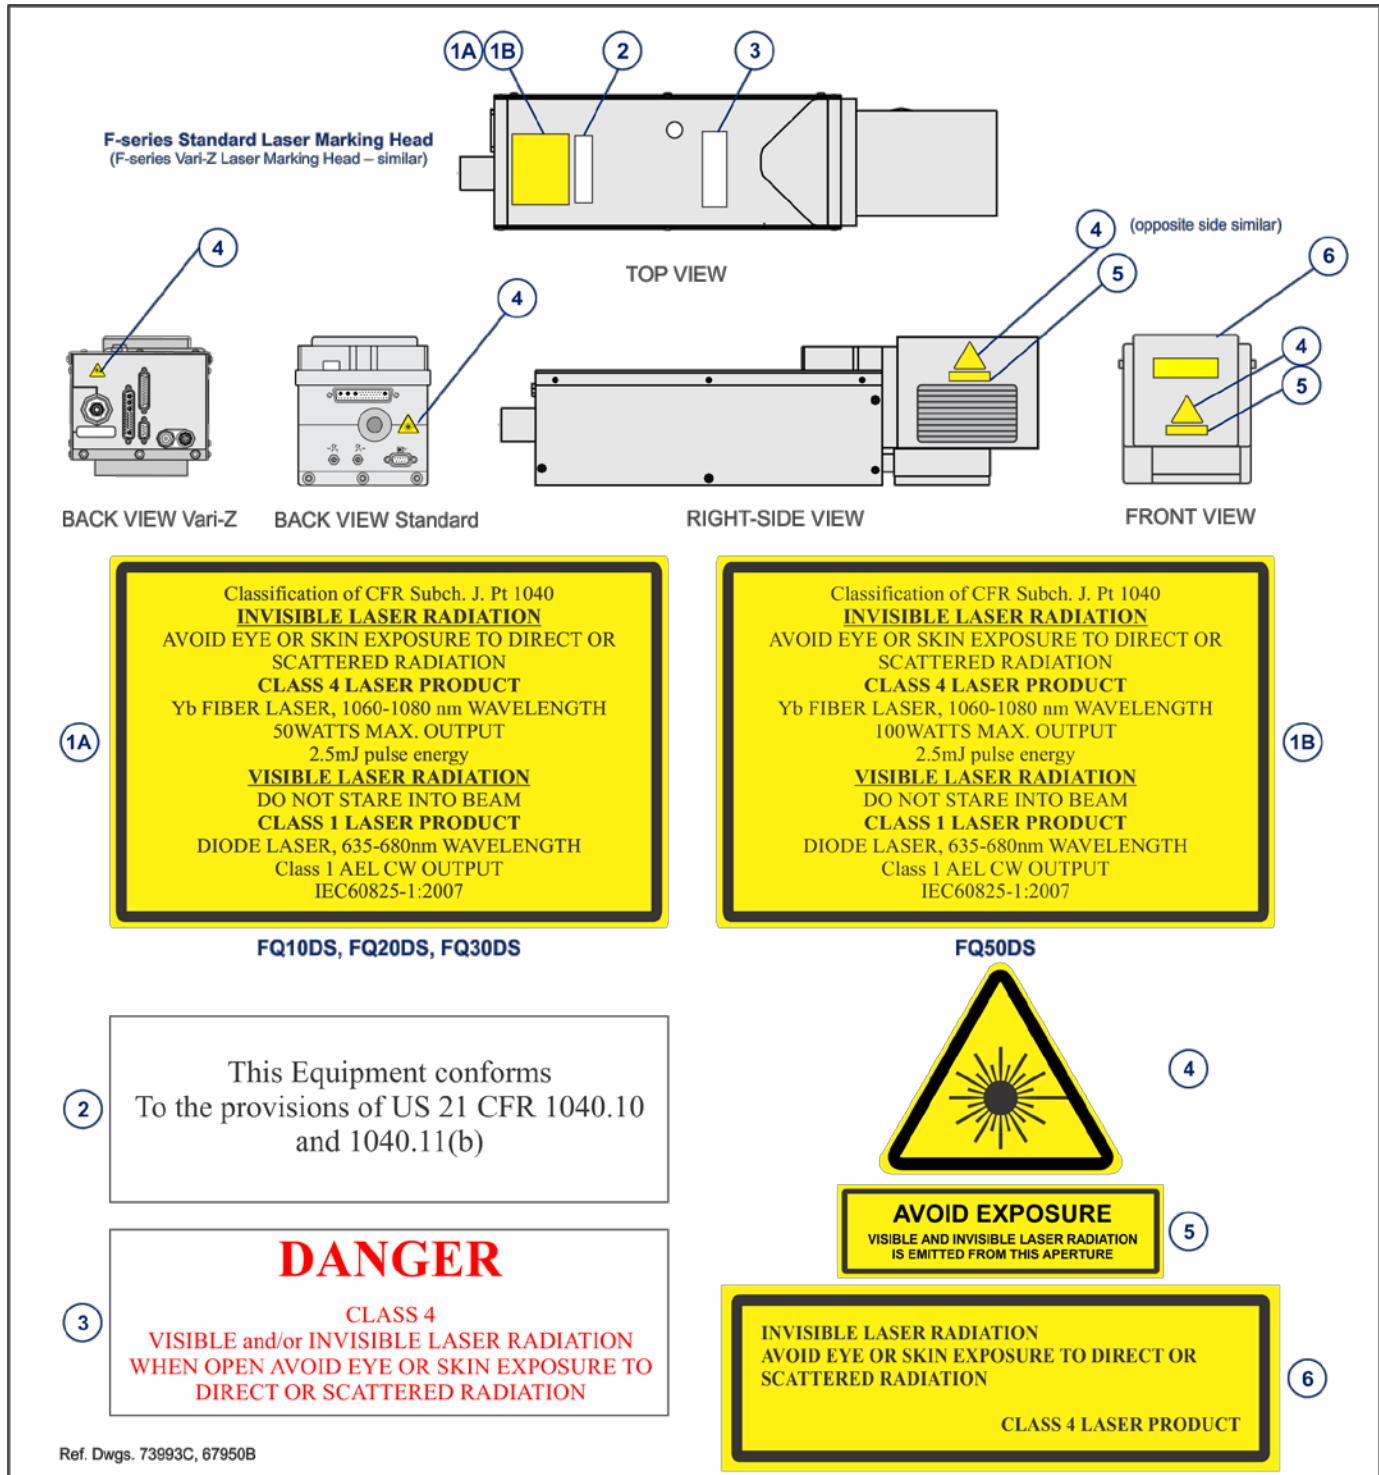 1A
1B
2
3
F-series Standard Laser Marking Head
(F-series Vari-Z Laser Marking Head – similar)
TOP VIEW
4
4
4
(opposite side similar)
5
6
4
5
BACK VIEW Vari-Z
BACK VIEW Standard
RIGHT-SIDE VIEW
FRONT VIEW
1A
Classification of CFR Subch. J. Pt 1040
INVISIBLE LASER RADIATION
AVOID EYE OR SKIN EXPOSURE TO DIRECT OR
SCATTERED RADIATION
CLASS 4 LASER PRODUCT
Yb FIBER LASER, 1060-1080 nm WAVELENGTH
50WATTS MAX. OUTPUT
2.5mJ pulse energy
VISIBLE LASER RADIATION
DO NOT STARE INTO BEAM
CLASS 1 LASER PRODUCT
DIODE LASER, 635-680nm WAVELENGTH
Class 1 AEL CW OUTPUT
IEC60825-1:2007
FQ10DS, FQ20DS, FQ30DS
Classification of CFR Subch. J. Pt 1040
INVISIBLE LASER RADIATION
AVOID EYE OR SKIN EXPOSURE TO DIRECT OR
SCATTERED RADIATION
CLASS 4 LASER PRODUCT
Yb FIBER LASER, 1060-1080 nm WAVELENGTH
100WATTS MAX. OUTPUT
2.5mJ pulse energy
VISIBLE LASER RADIATION
DO NOT STARE INTO BEAM
CLASS 1 LASER PRODUCT
DIODE LASER, 635-680nm WAVELENGTH
Class 1 AEL CW OUTPUT
IEC60825-1:2007
1B
FQ50DS
2
This Equipment conforms
To the provisions of US 21 CFR 1040.10
and 1040.11(b)
4
AVOID EXPOSURE
VISIBLE AND INVISIBLE LASER RADIATION
IS EMITTED FROM THIS APERTURE
5
3
DANGER
CLASS 4
VISIBLE and/or INVISIBLE LASER RADIATION
WHEN OPEN AVOID EYE OR SKIN EXPOSURE TO
DIRECT OR SCATTERED RADIATION
INVISIBLE LASER RADIATION
AVOID EYE OR SKIN EXPOSURE TO DIRECT OR
SCATTERED RADIATION
CLASS 4 LASER PRODUCT
6
Ref. Dwgs. 73993C, 67950B